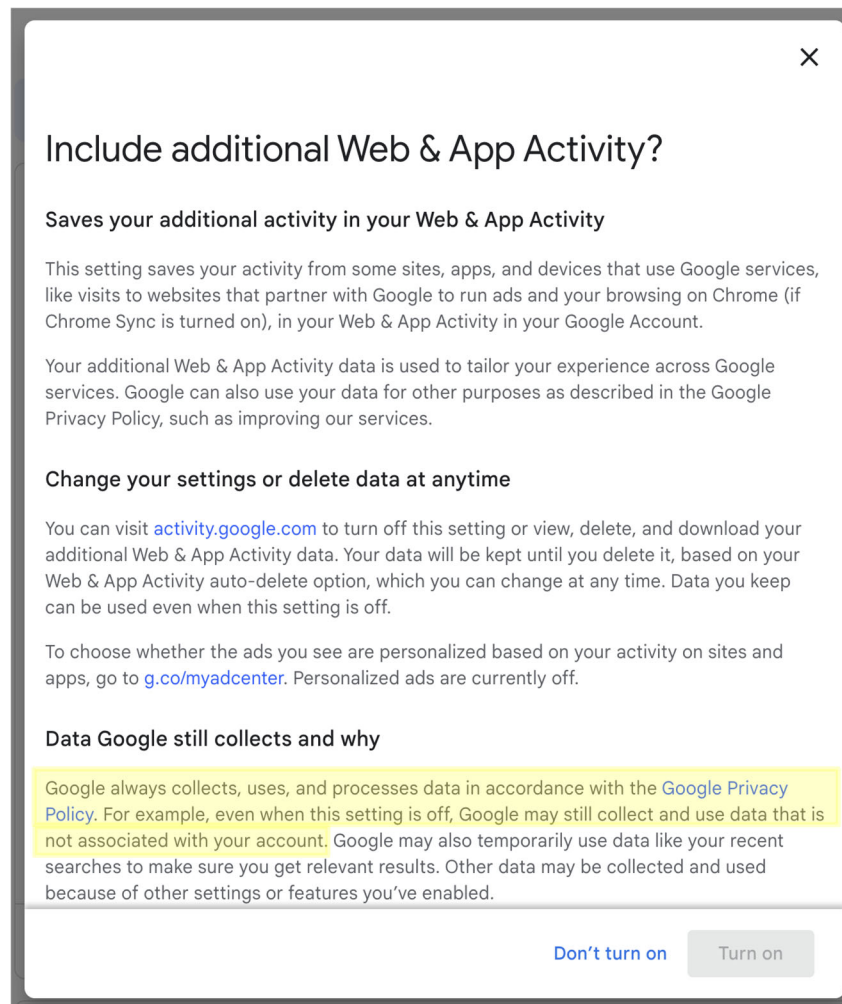 Include additional Web & App Activity?
Saves your additional activity in your Web & App Activity
This setting saves your activity from some sites, apps, and devices that use Google services,
like visits to websites that partner with Google to run ads and your browsing on Chrome (if
Chrome Sync is turned on), in your Web & App Activity in your Google Account.
Your additional Web & App Activity data is used to tailor your experience across Google
services. Google can also use your data for other purposes as described in the Google
Privacy Policy, such as improving our services.
Change your settings or delete data at anytime
You can visit activity.google.com to turn off this setting or view, delete, and download your
additional Web & App Activity data. Your data will be kept until you delete it, based on your
Web & App Activity auto-delete option, which you can change at any time. Data you keep
can be used even when this setting is off.
To choose whether the ads you see are personalized based on your activity on sites and
apps, go to g.co/myadcenter. Personalized ads are currently off.
Data Google still collects and why
Google always collects, uses, and processes data in accordance with the Google Privacy
Policy. For example, even when this setting is off, Google may still collect and use data that is
not associated with your account. Google may also temporarily use data like your recent
searches to make sure you get relevant results. Other data may be collected and used
because of other settings or features you’ve enabled.
Don’t turn on
Turn on